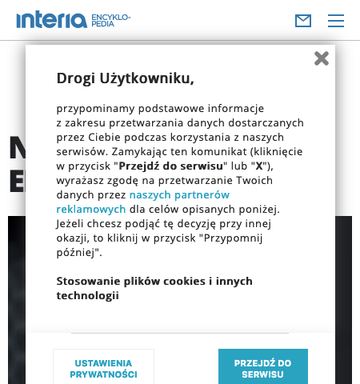 interia ENCYKLO-
PEDIA
Drogi Użytkowniku,
przypominamy podstawowe informacje
z zakresu przetwarzania danych dostarczanych
przez Ciebie podczas korzystania z naszych
serwisów. Zamykając ten komunikat (kliknięcie
w przycisk "Przejdź do serwisu" lub "X"),
wyrażasz zgodę na przetwarzanie Twoich
danych przez naszych partnerów
reklamowych dla celów opisanych poniżej.
Jeżeli chcesz podjąć tę decyzję przy innej
okazji, to kliknij w przycisk "Przypomnij
później".
Stosowanie plików cookies i innych
technologii
USTAWIENIA
PRYWATNOŚCI
PRZEJDŹ DO
SERWISU